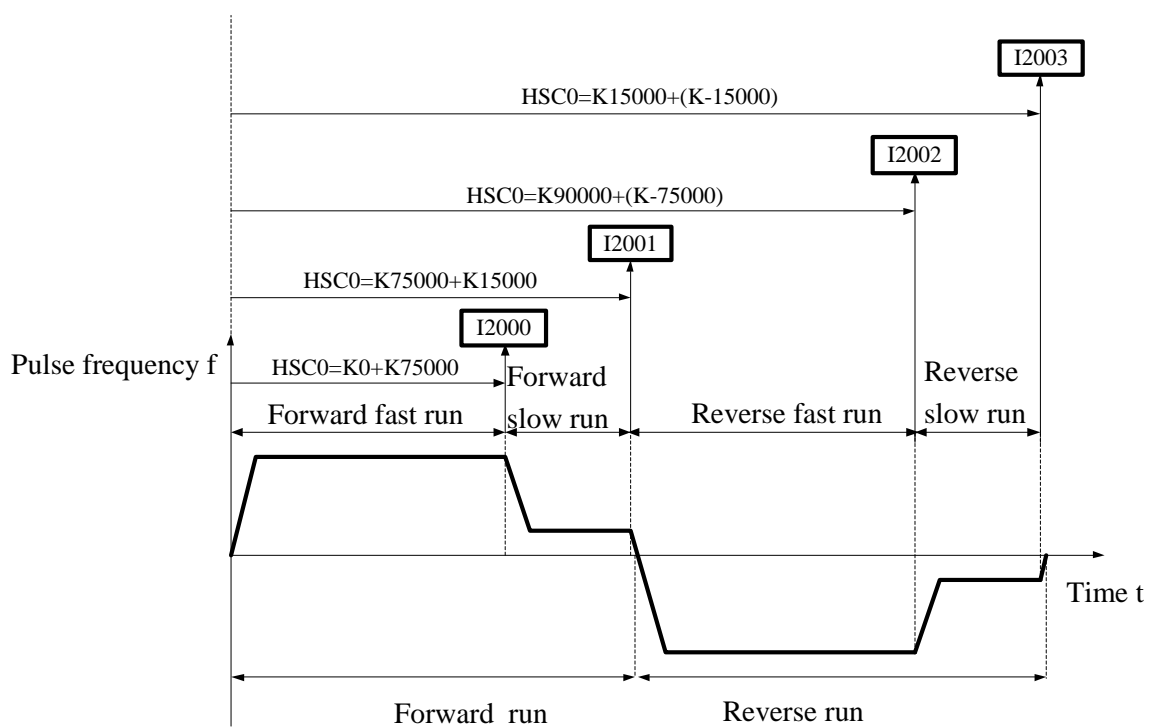 I2003
HSC0=K15000+(K-15000)
I2002
HSC0=K90000+(K-75000)
I2001
HSC0=K75000+K15000
I2000
Pulse frequency f
HSC0=K0+K75000
Forward
slow run
Reverse
slow run
Forward fast run
Reverse fast run
Time t
Forward run
Reverse run